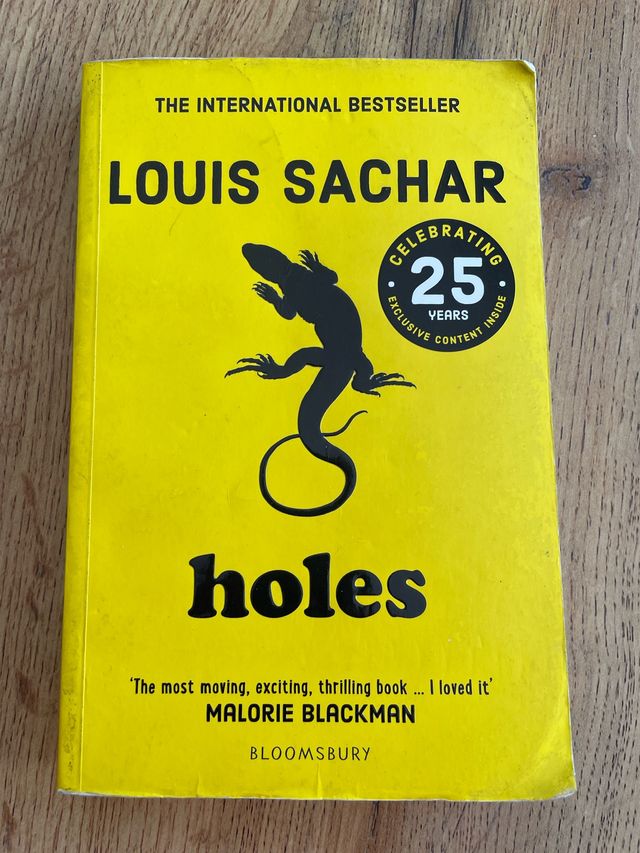 THE INTERNATIONAL BESTSELLER
LOUIS SACHAR
CELEBRATING
25
YEARS
• EXCLUSIVE CONTENT INSIDE •
holes
‘The most moving, exciting, thrilling book ... I loved it’
MALORIE BLACKMAN
BLOOMSBURY